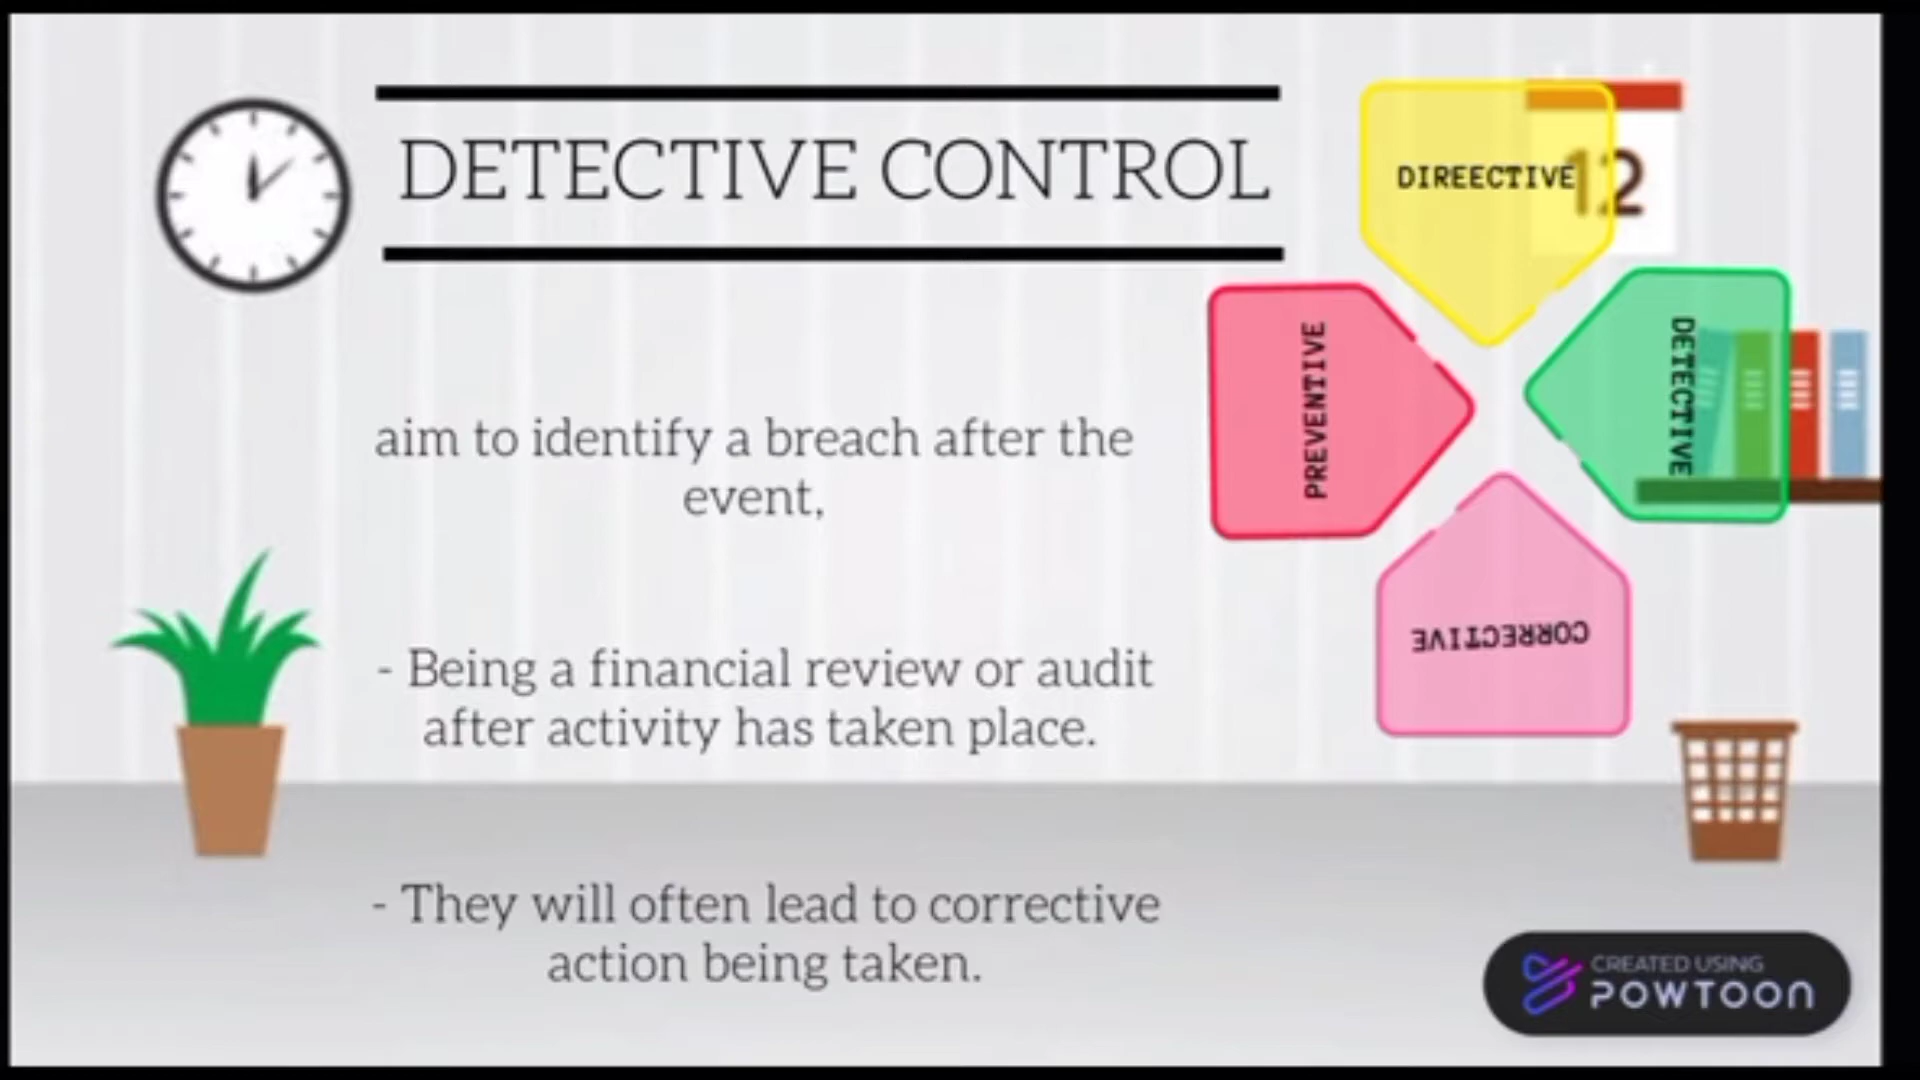 DETECTIVE CONTROL
DIREECTIVE
12
PREVENTIVE
DETECTIVE
CORRECTIVE
aim to identify a breach after the
event,
- Being a financial review or audit
after activity has taken place.
- They will often lead to corrective
action being taken.
CREATED USING
POWTOON